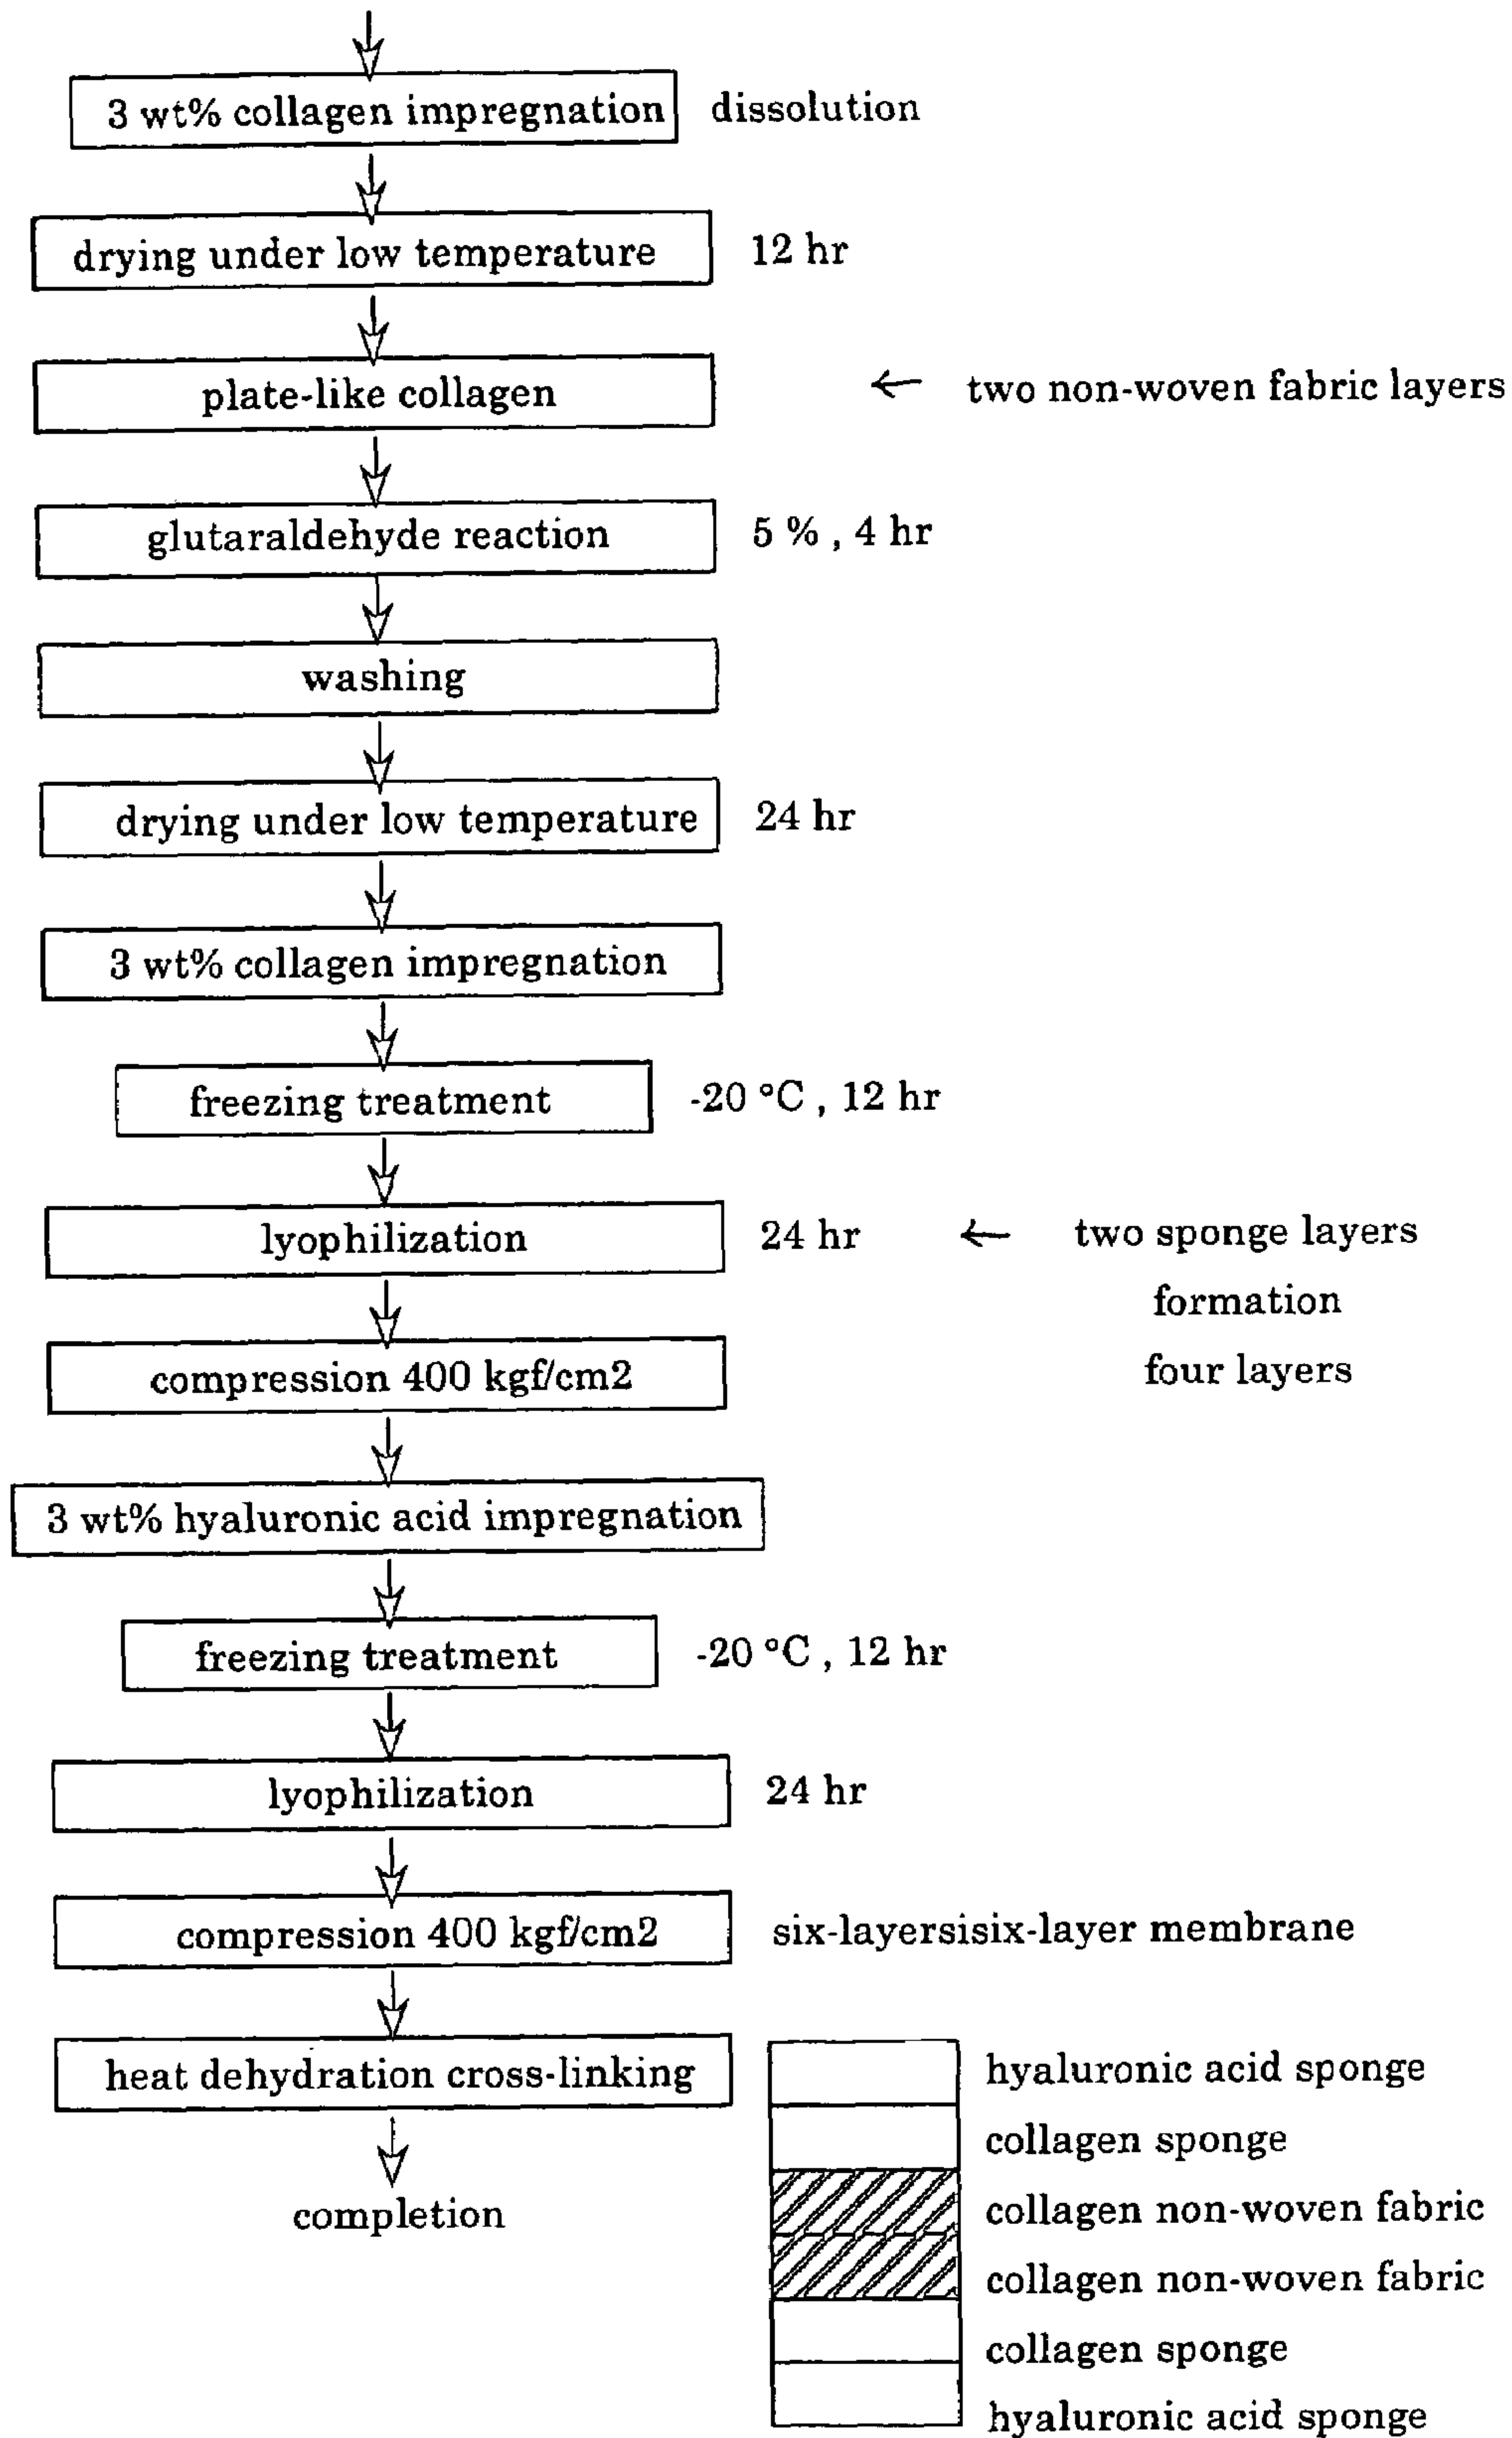 3 wt% collagen impregnation dissolution
drying under low temperature 12 hr
plate-like collagen ← two non-woven fabric layers
glutaraldehyde reaction 5 % , 4 hr
washing
drying under low temperature 24 hr
3 wt% collagen impregnation
freezing treatment -20 °C , 12 hr
lyophilization 24 hr ← two sponge layers
formation
compression 400 kgf/cm2 four layers
3 wt% hyaluronic acid impregnation
freezing treatment -20 °C , 12 hr
lyophilization 24 hr
compression 400 kgf/cm2 six-layersisix-layer membrane
heat dehydration cross-linking
completion
hyaluronic acid sponge
collagen sponge
collagen non-woven fabric
collagen non-woven fabric
collagen sponge
hyaluronic acid sponge